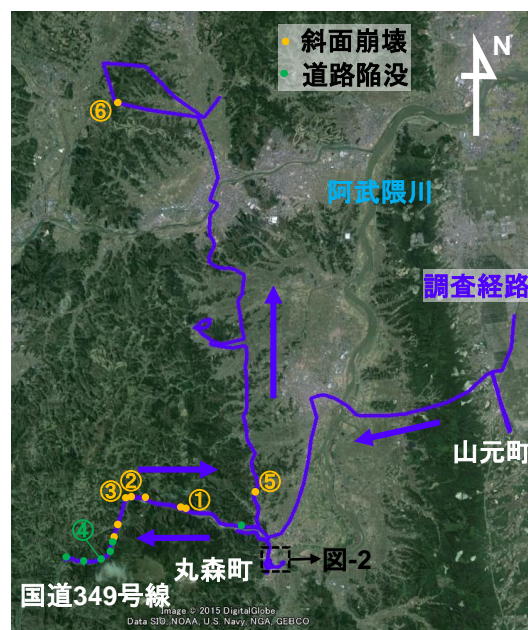 斜面崩壊
道路陥没
N
⑥
阿武隈川
調査経路
山元町
⑤
②
③
①
④
丸森町
図-2
国道349号線
Image © 2015 DigitalGlobe
Data SIO, NOAA, U.S. Navy, NGA, GEBCO